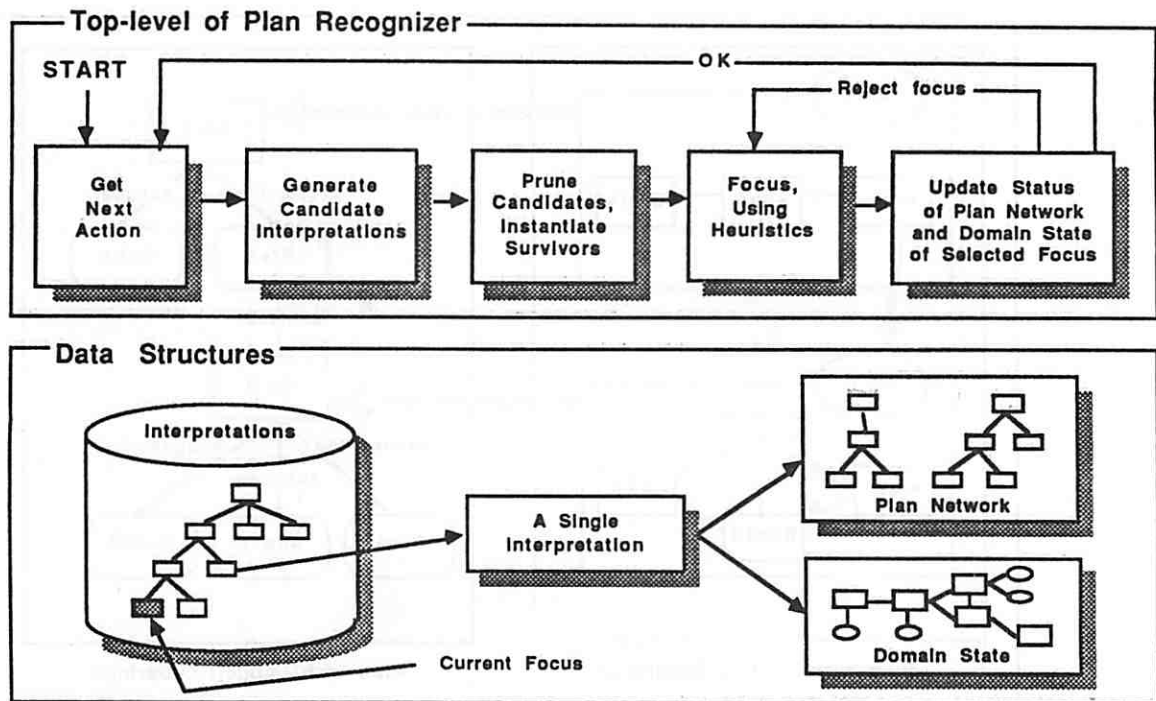 Top-level of Plan Recognizer
START
OK
Reject focus
Get
Next
Action
Generate
Candidate
Interpretations
Prune
Candidates,
Instantiate
Survivors
Focus,
Using
Heuristics
Update Status
of Plan Network
and Domain State
of Selected Focus
Data Structures
Interpretations
A Single
Interpretation
Plan Network
Domain State
Current Focus